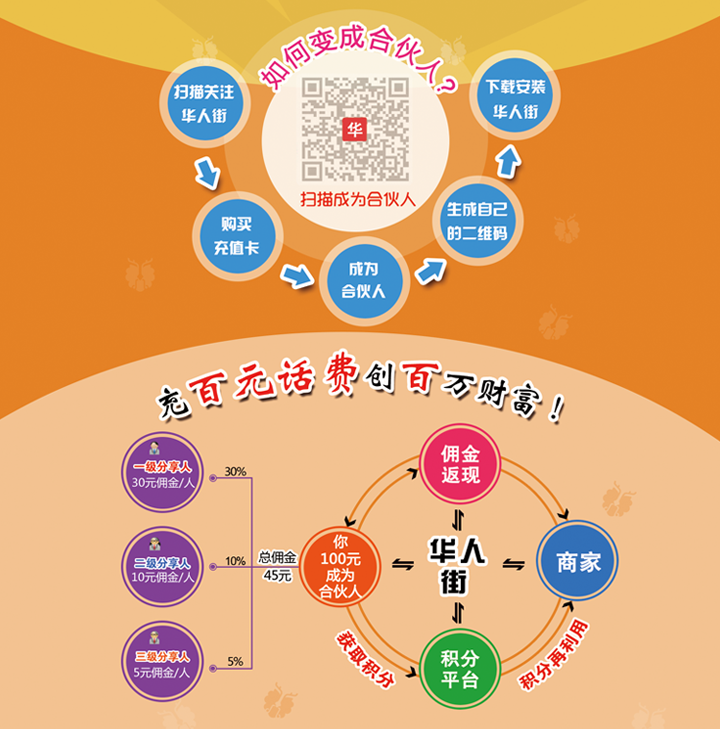 如何变成合伙人?
扫描关注
华人街
下载安装
华人街
华
扫描成为合伙人
购买
充值卡
生成自己
的二维码
成为
合伙人
充百元话费创百万财富!
一级分享人
30元佣金/人
30%
二级分享人
10元佣金/人
10%
三级分享人
5元佣金/人
5%
总佣金
45元
你
100元
成为
合伙人
佣金
返现
华人
街
商家
积分
平台
获取积分
积分再利用